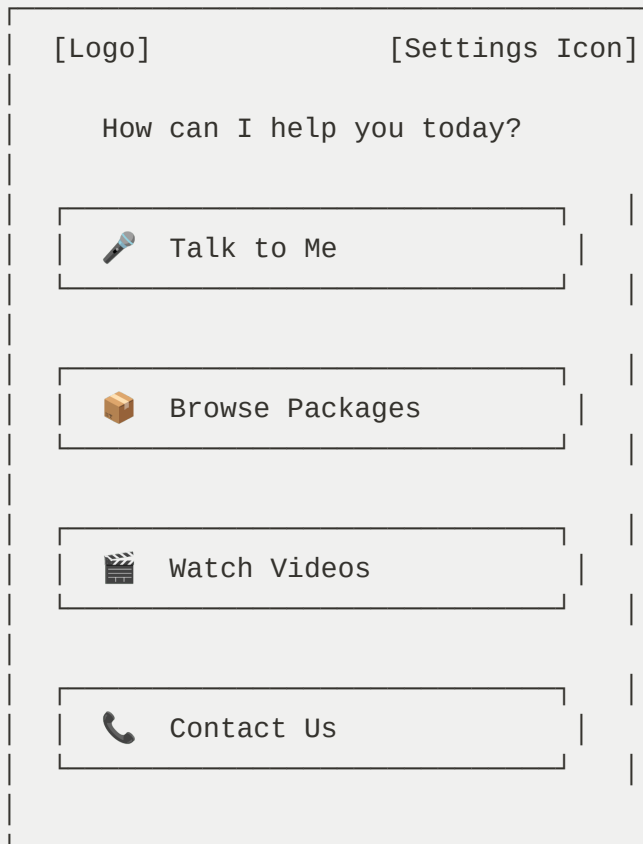 [Logo] [Settings Icon]
How can I help you today?
🎤 Talk to Me
📦 Browse Packages
🎬 Watch Videos
📞 Contact Us